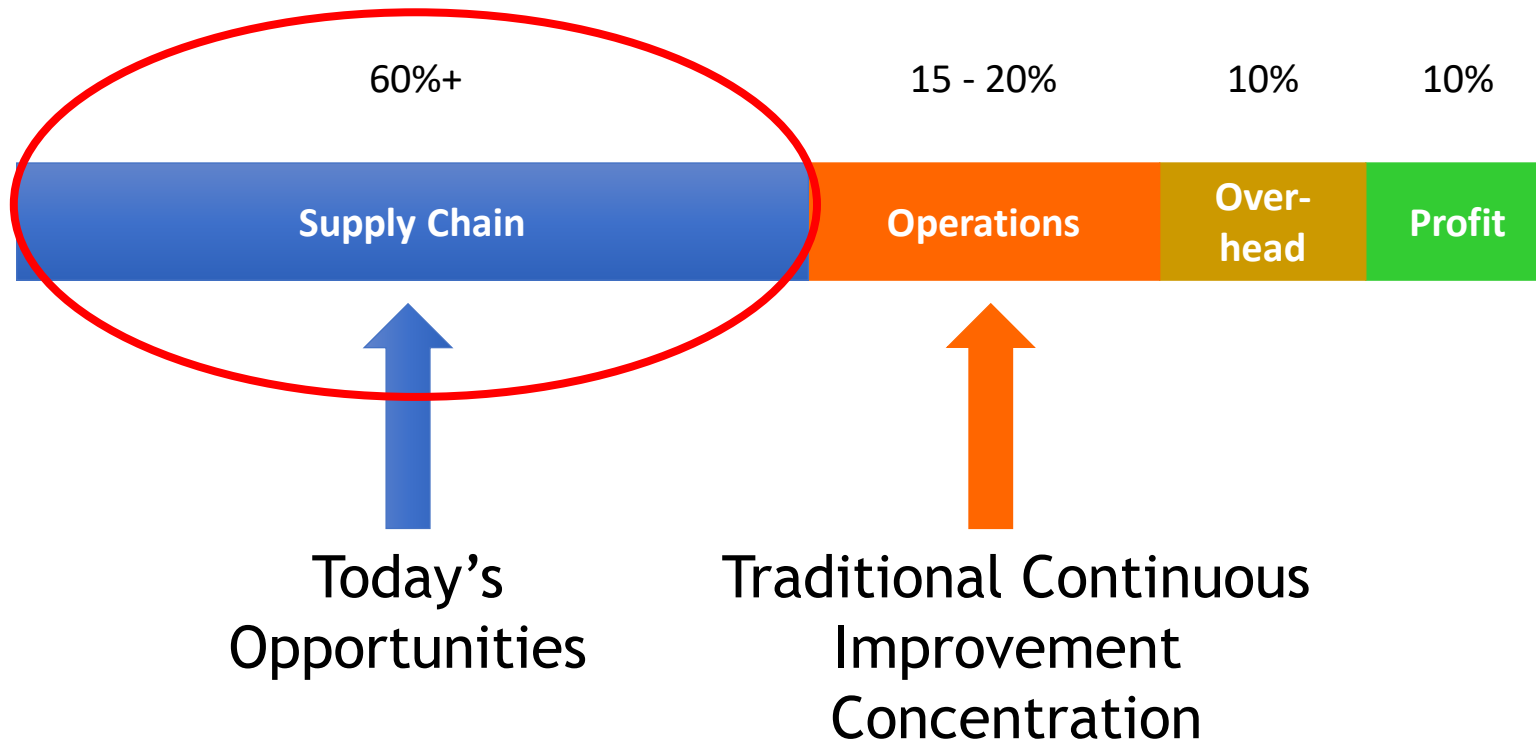 60%+ 15 - 20% 10% 10%
Supply Chain Operations Over-
head Profit
Today’s
Opportunities
Traditional Continuous
Improvement
Concentration